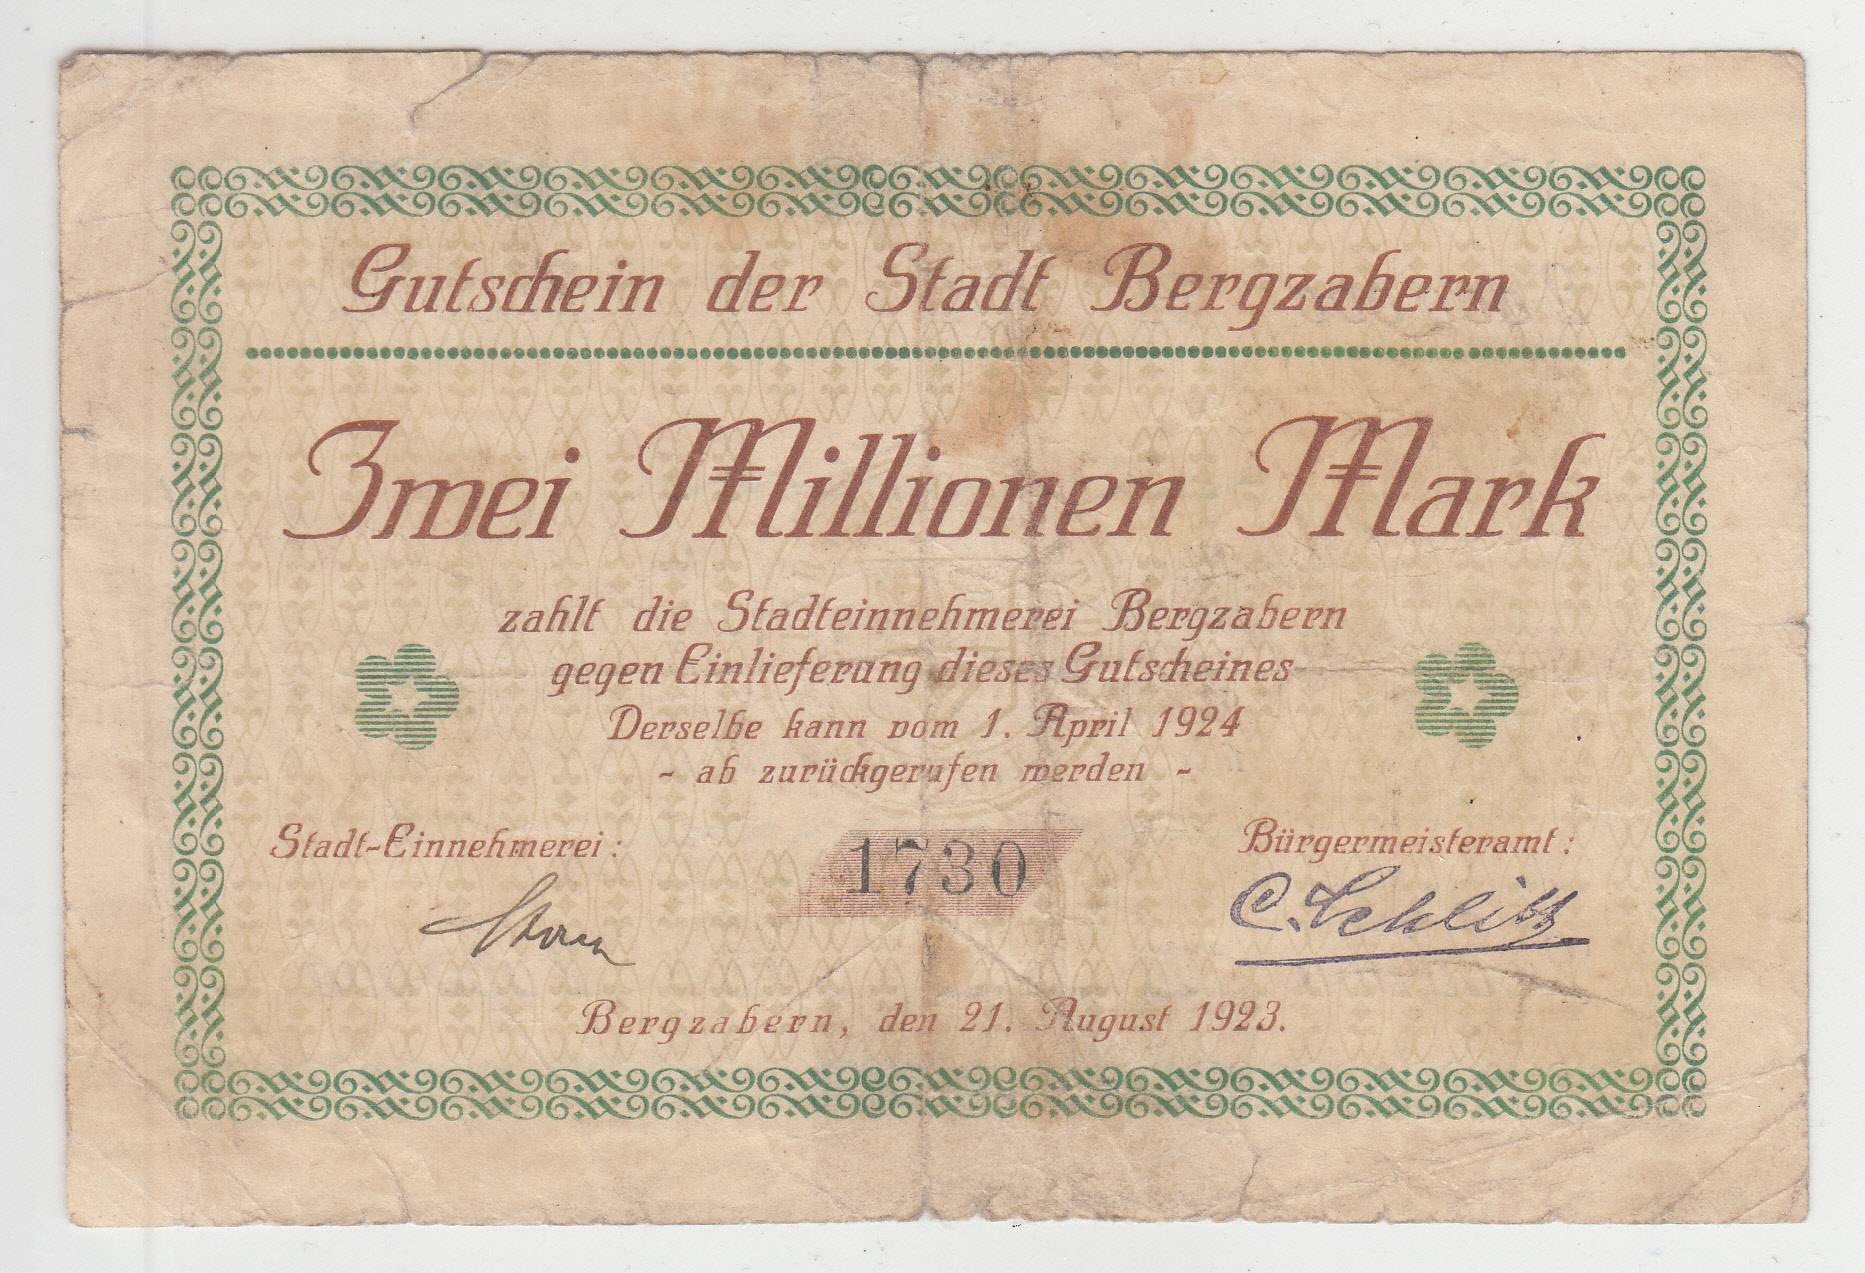 Gutschein der Stadt Bergzabern
Zwei Millionen Mark
zahlt die Stadteinnehmerei Bergzabern
gegen Einlieferung dieses Gutscheines
Derselbe kann vom 1. April 1924
- ab zurückgerufen werden -
Stadt-Einnehmerei:
1730
Bürgermeisteramt:
Bergzabern, den 21. August 1923.